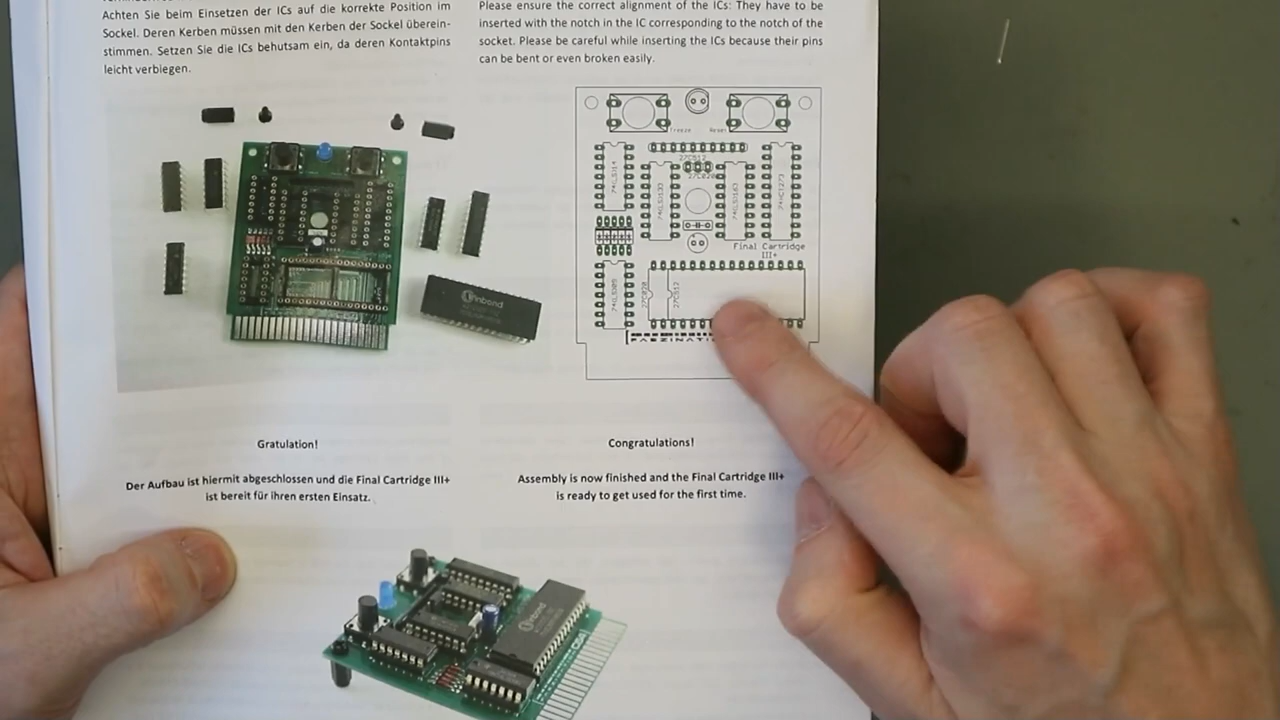 Achten Sie beim Einsetzen der ICs auf die korrekte Position im
Sockel. Deren Kerben müssen mit den Kerben der Sockel überein-
stimmen. Setzen Sie die ICs behutsam ein, da deren Kontaktpins
leicht verbiegen.
Please ensure the correct alignment of the ICs: They have to be
inserted with the notch in the IC corresponding to the notch of the
socket. Please be careful while inserting the ICs because their pins
can be bent or even broken easily.
winbond
Freeze
Reset
27C512
27C020
74LS14
74LS133
74LS163
74HCT273
Final Cartridge
III+
27C512
Gratulation!
Der Aufbau ist hiermit abgeschlossen und die Final Cartridge III+
ist bereit für ihren ersten Einsatz.
Congratulations!
Assembly is now finished and the Final Cartridge III+
is ready to get used for the first time.
winbond